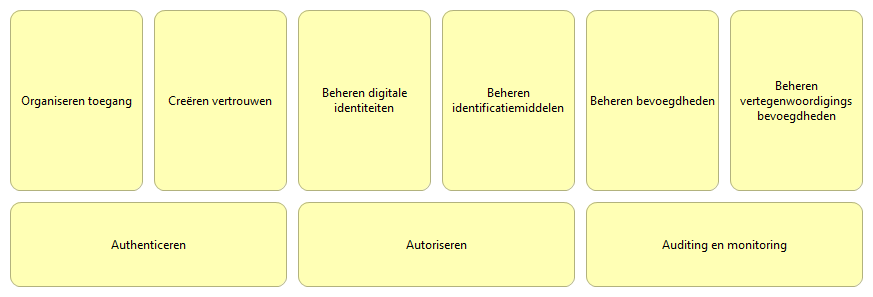 Organiseren toegang
Creëren vertrouwen
Beheren digitale
identiteiten
Beheren
identificatiemiddelen
Beheren bevoegdheden
Beheren
vertegenwoordigings
bevoegdheden
Authenticeren
Autoriseren
Auditing en monitoring